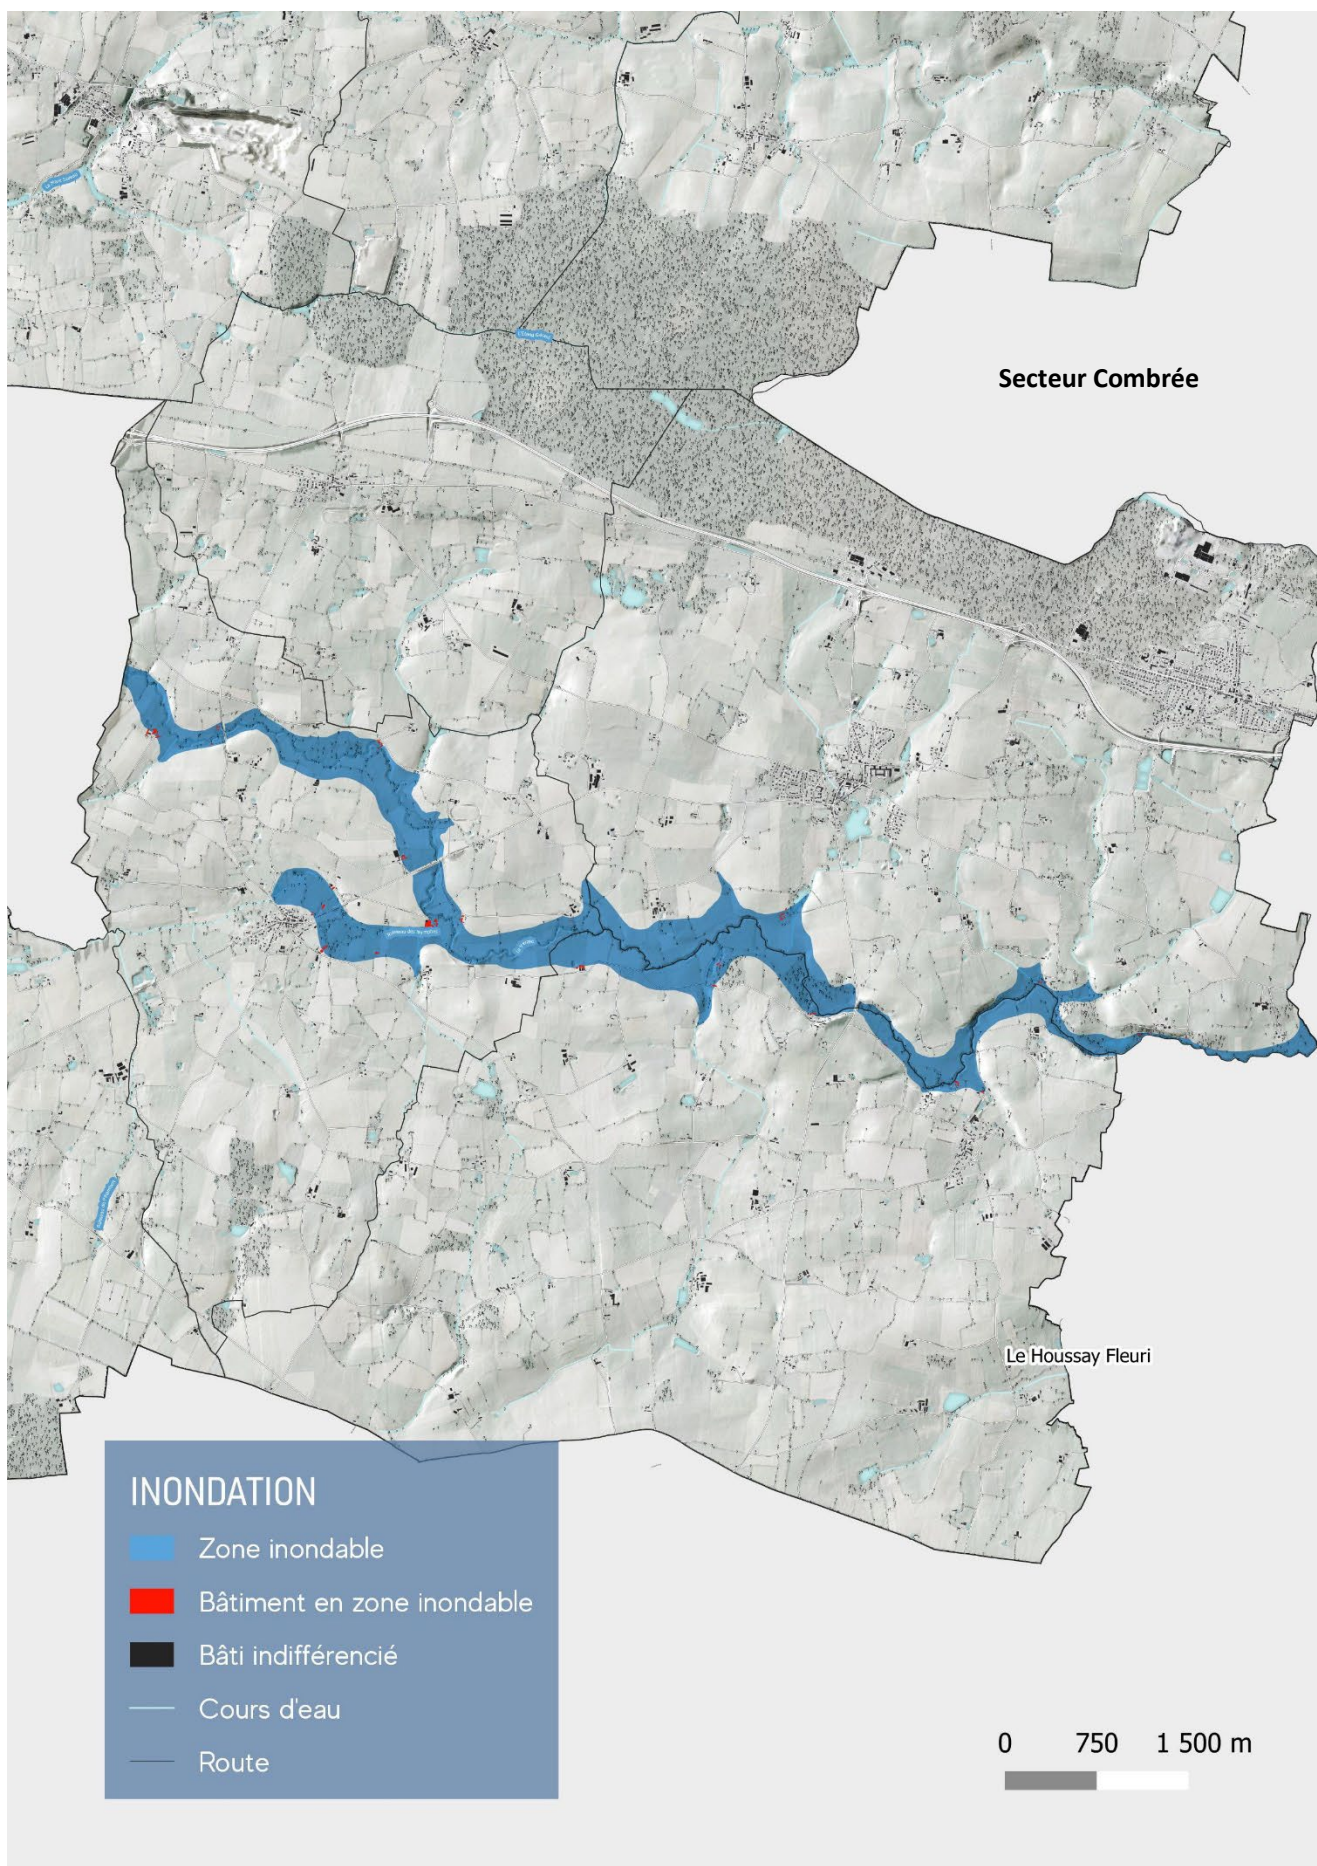 Secteur Combrée
Le Houssay Fleuri
INONDATION
Zone inondable
Bâtiment en zone inondable
Bâti indifférencié
Cours d'eau
Route
0 750 1 500 m